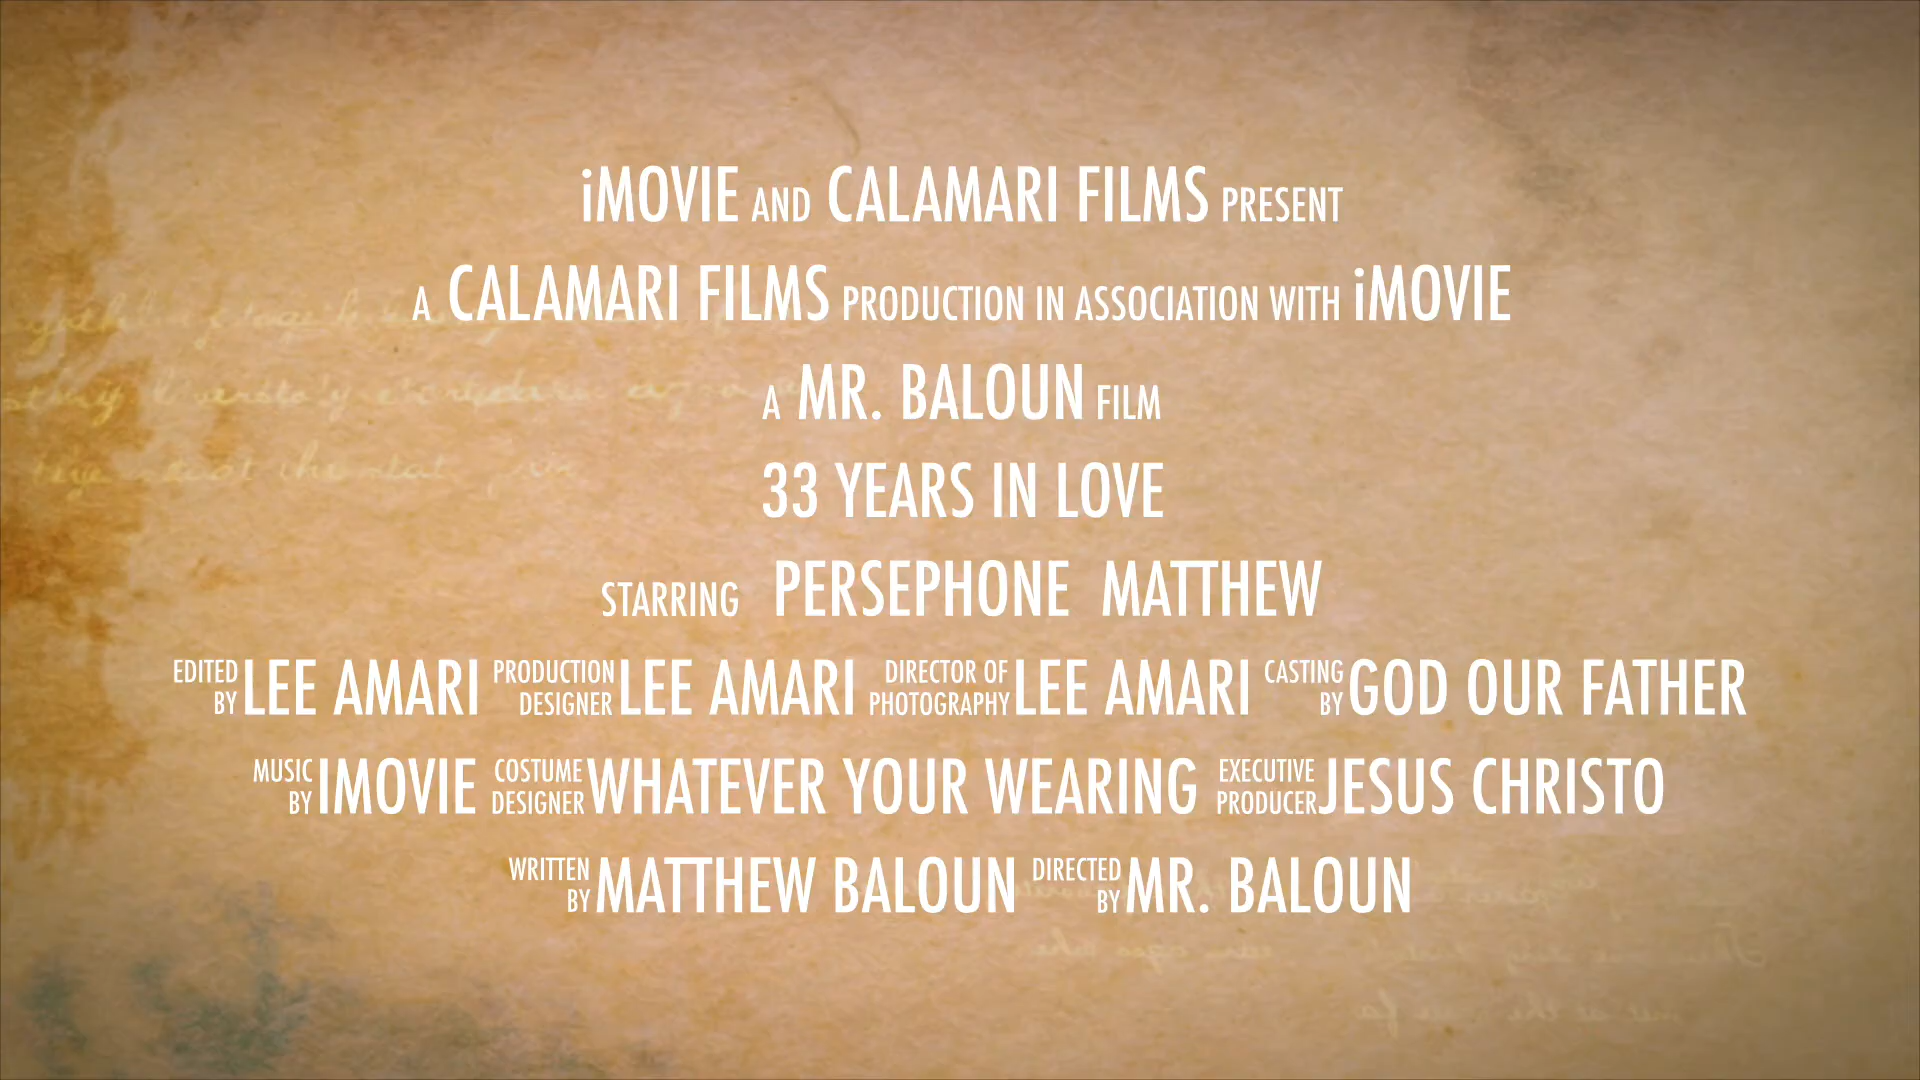 iMOVIE AND CALAMARI FILMS PRESENT
A CALAMARI FILMS PRODUCTION IN ASSOCIATION WITH iMOVIE
A MR. BALOUN FILM
33 YEARS IN LOVE
STARRING PERSEPHONE MATTHEW
EDITED BY LEE AMARI PRODUCTION DESIGNER LEE AMARI DIRECTOR OF PHOTOGRAPHY LEE AMARI CASTING BY GOD OUR FATHER
MUSIC BY IMOVIE COSTUME DESIGNER WHATEVER YOUR WEARING EXECUTIVE PRODUCER JESUS CHRISTO
WRITTEN BY MATTHEW BALOUN DIRECTED BY MR. BALOUN